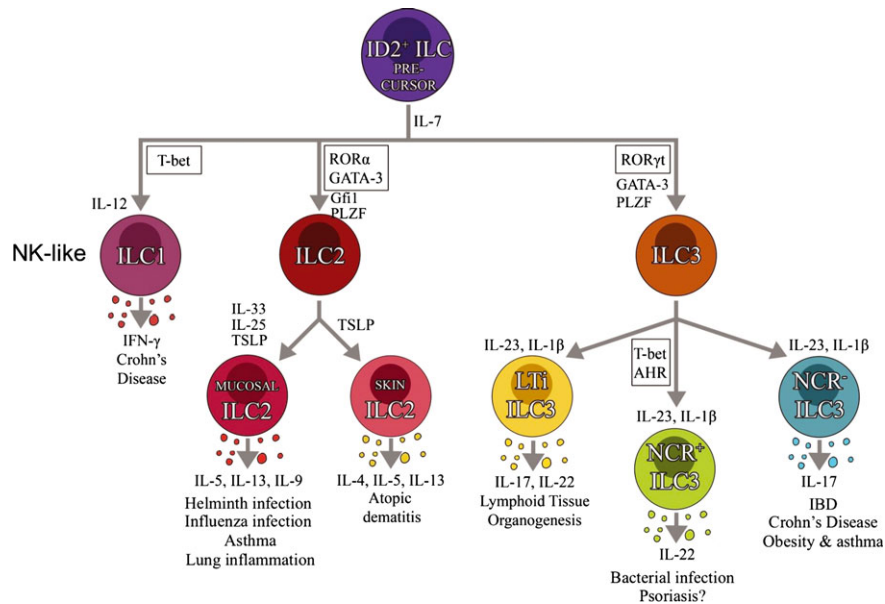 ID2+ ILC
PRE-
CURSOR
IL-7
T-bet
RORα
GATA-3
Gfi1
PLZF
RORγt
GATA-3
PLZF
IL-12
NK-like
ILC1
ILC2
ILC3
IFN-γ
Crohn's
Disease
IL-33
IL-25
TSLP
TSLP
MUCOSAL
ILC2
SKIN
ILC2
IL-5, IL-13, IL-9
Helminth infection
Influenza infection
Asthma
Lung inflammation
IL-4, IL-5, IL-13
Atopic
dematitis
IL-23, IL-1β
LTi
ILC3
IL-17, IL-22
Lymphoid Tissue
Organogenesis
T-bet
AHR
IL-23, IL-1β
NCR+
ILC3
IL-22
Bacterial infection
Psoriasis?
IL-23, IL-1β
NCR-
ILC3
IL-17
IBD
Crohn's Disease
Obesity & asthma